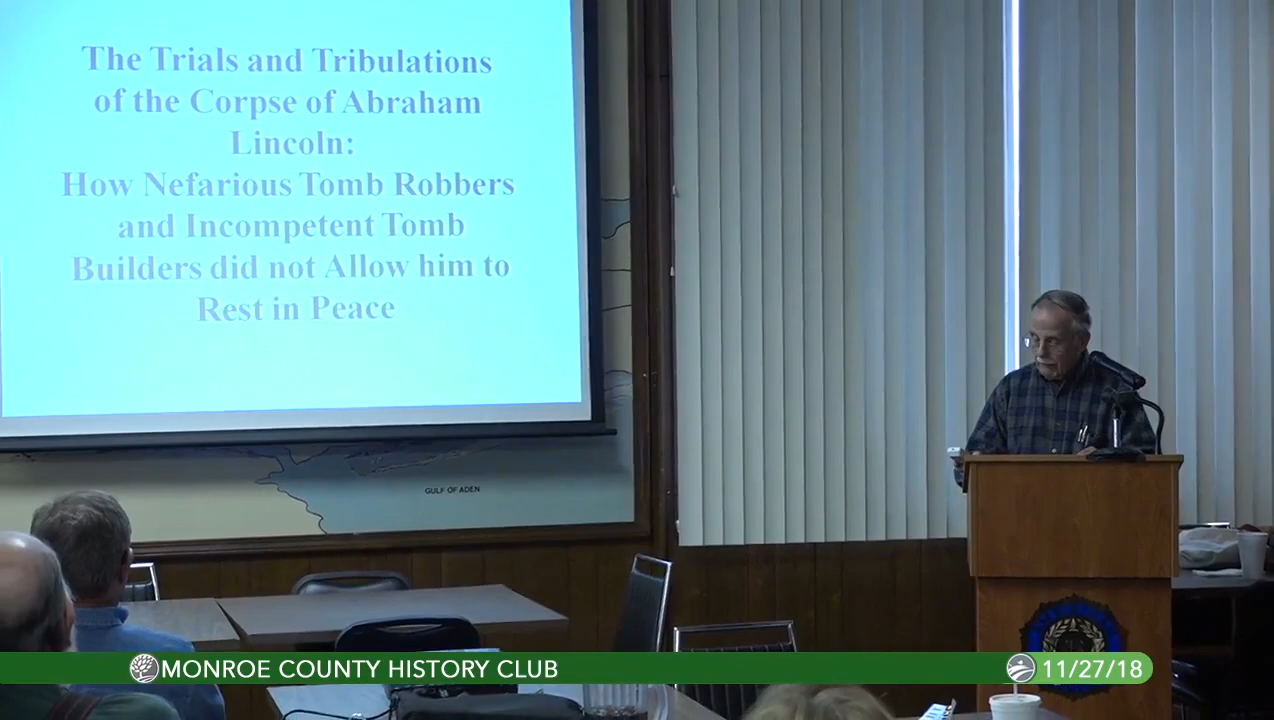 The Trials and Tribulations
of the Corpse of Abraham
Lincoln:
How Nefarious Tomb Robbers
and Incompetent Tomb
Builders did not Allow him to
Rest in Peace
GULF OF ADEN
MONROE COUNTY HISTORY CLUB
11/27/18